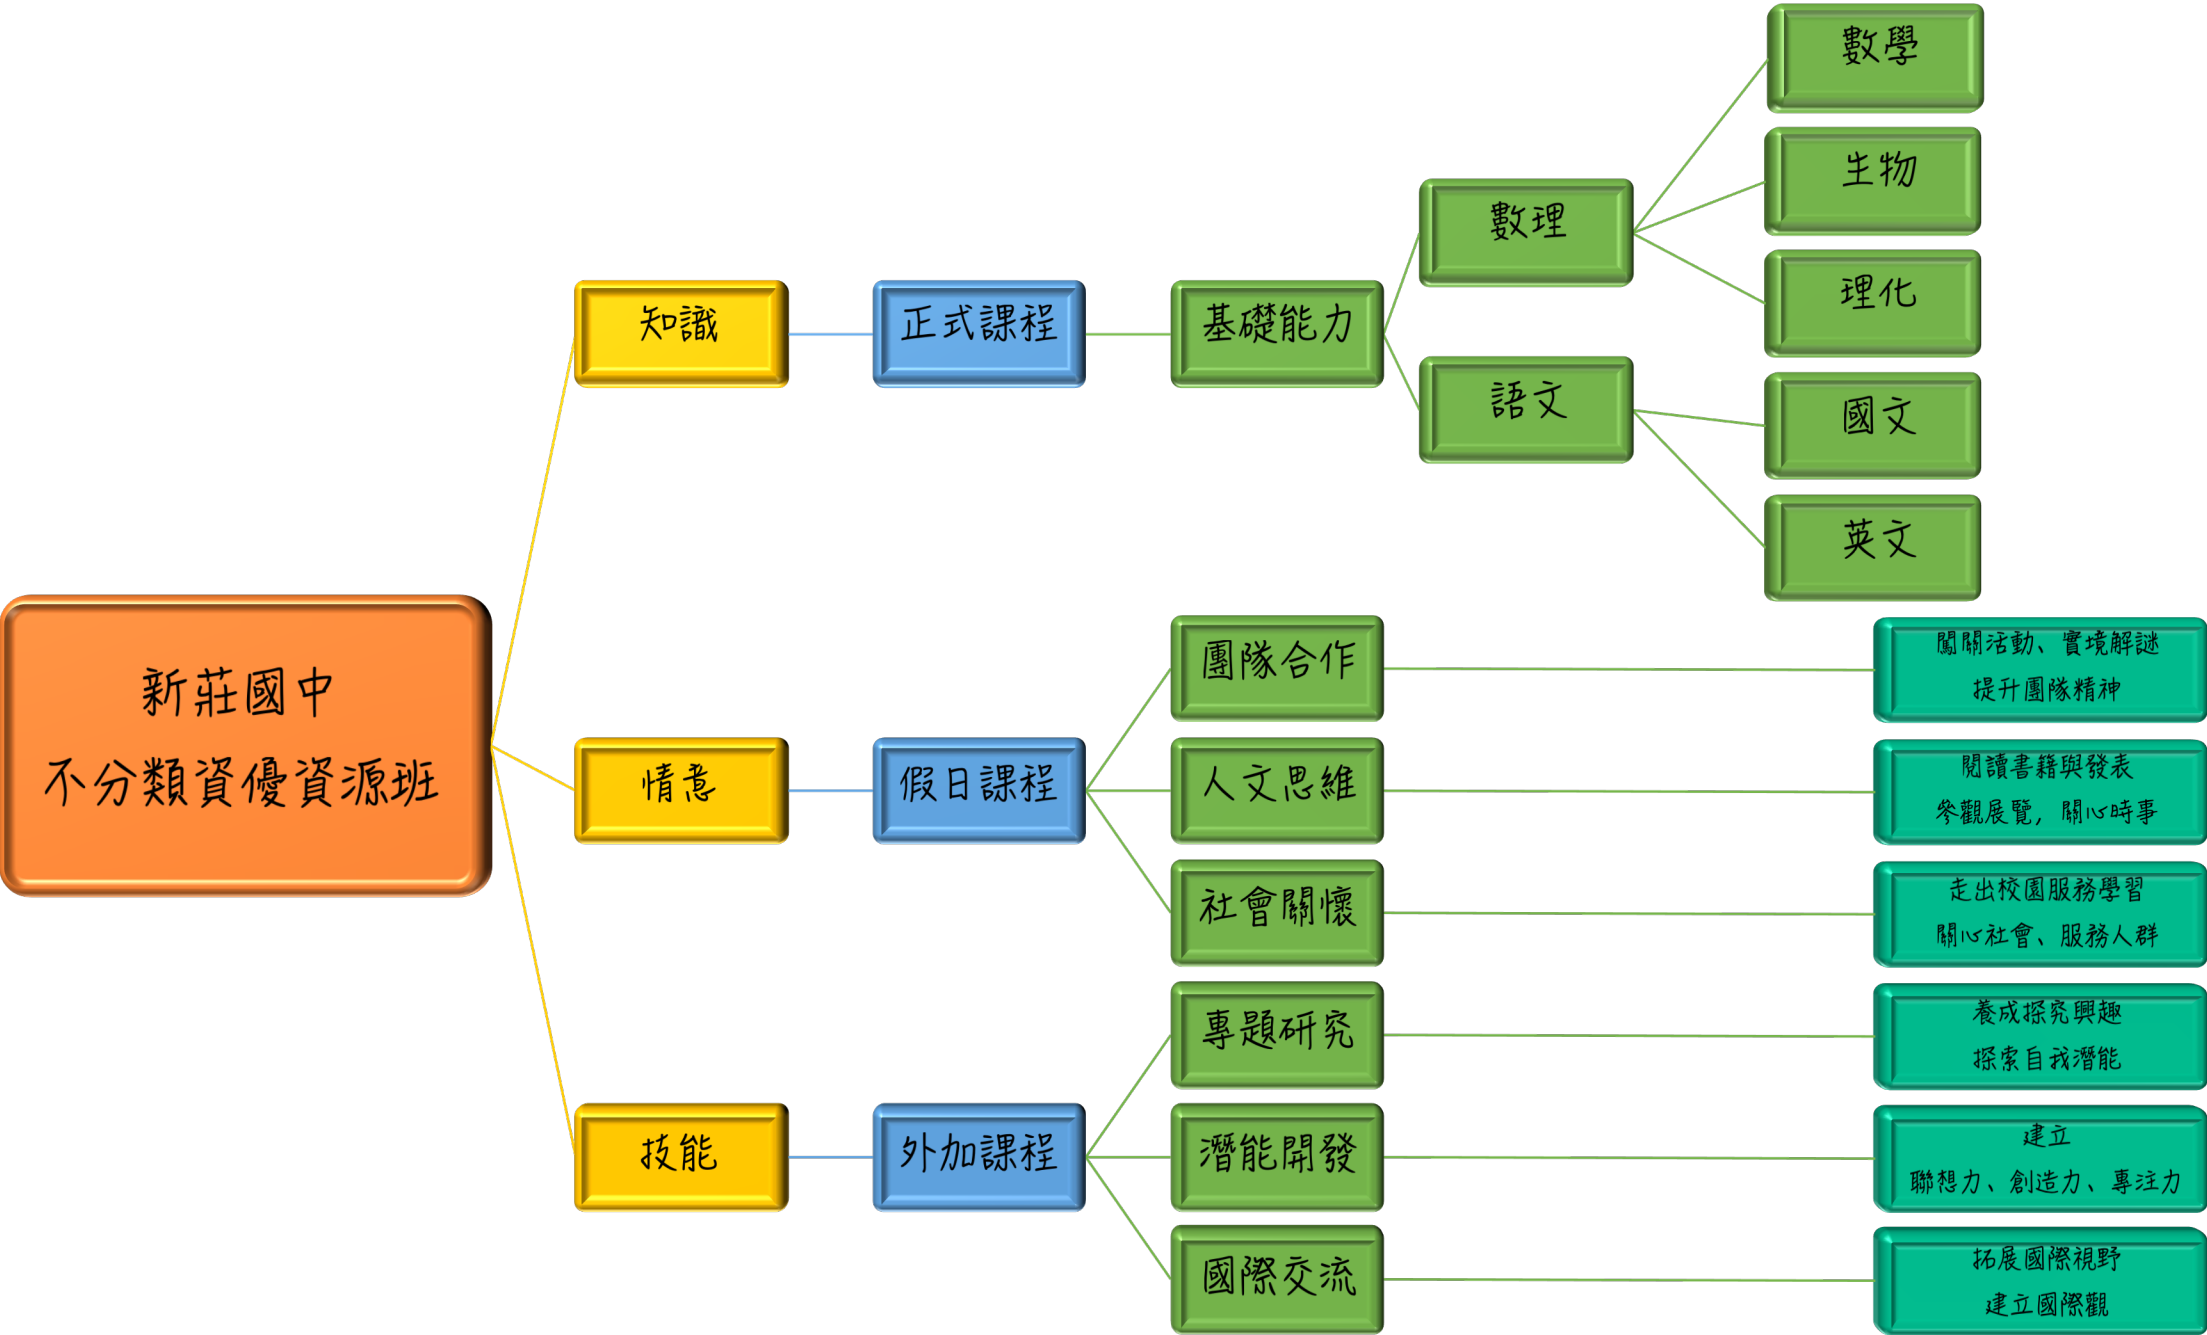 新莊國中
不分類資優資源班
知識
正式課程
基礎能力
數理
數學
生物
理化
語文
國文
英文
情意
假日課程
團隊合作
闖關活動、實境解謎
提升團隊精神
人文思維
閱讀書籍與發表
參觀展覽，關心時事
社會關懷
走出校園服務學習
關心社會、服務人群
技能
外加課程
專題研究
養成探究興趣
探索自我潛能
潛能開發
建立
聯想力、創造力、專注力
國際交流
拓展國際視野
建立國際觀